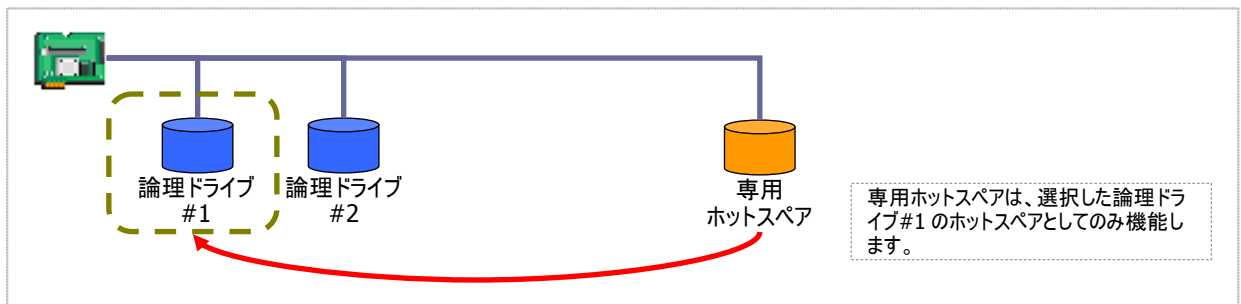 論理ドライブ
#1
論理ドライブ
#2
専用
ホットスペア
専用ホットスペアは、選択した論理ドラ
イブ#1 のホットスペアとしてのみ機能し
ます。